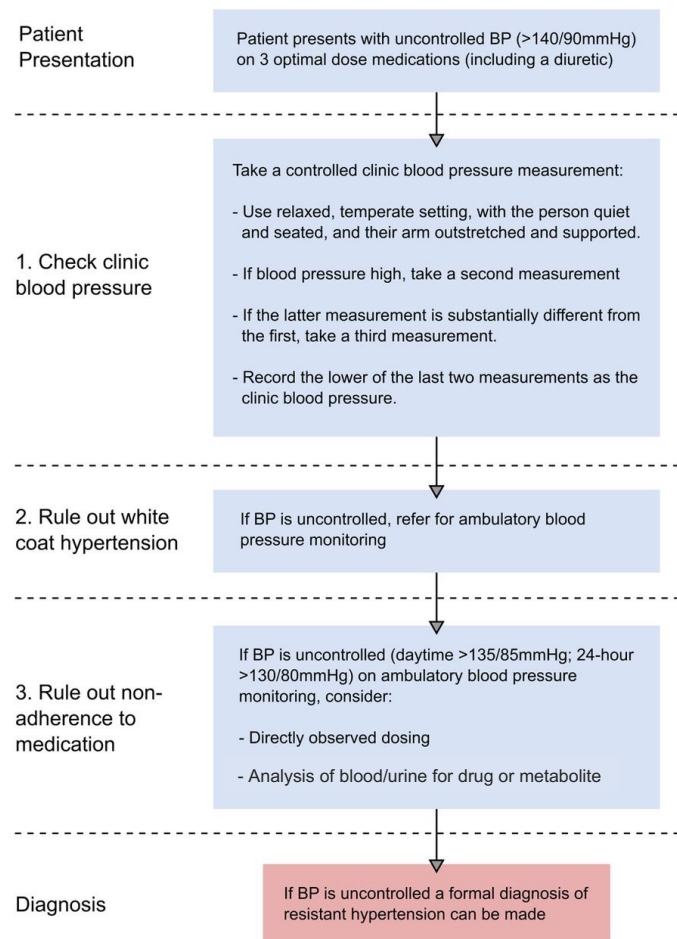 Patient
Presentation
Patient presents with uncontrolled BP (>140/90mmHg)
on 3 optimal dose medications (including a diuretic)
1. Check clinic
blood pressure
Take a controlled clinic blood pressure measurement:
- Use relaxed, temperate setting, with the person quiet
and seated, and their arm outstretched and supported.
- If blood pressure high, take a second measurement
- If the latter measurement is substantially different from
the first, take a third measurement.
- Record the lower of the last two measurements as the
clinic blood pressure.
2. Rule out white
coat hypertension
If BP is uncontrolled, refer for ambulatory blood
pressure monitoring
3. Rule out non-
adherence to
medication
If BP is uncontrolled (daytime >135/85mmHg; 24-hour
>130/80mmHg) on ambulatory blood pressure
monitoring, consider:
- Directly observed dosing
- Analysis of blood/urine for drug or metabolite
Diagnosis
If BP is uncontrolled a formal diagnosis of
resistant hypertension can be made